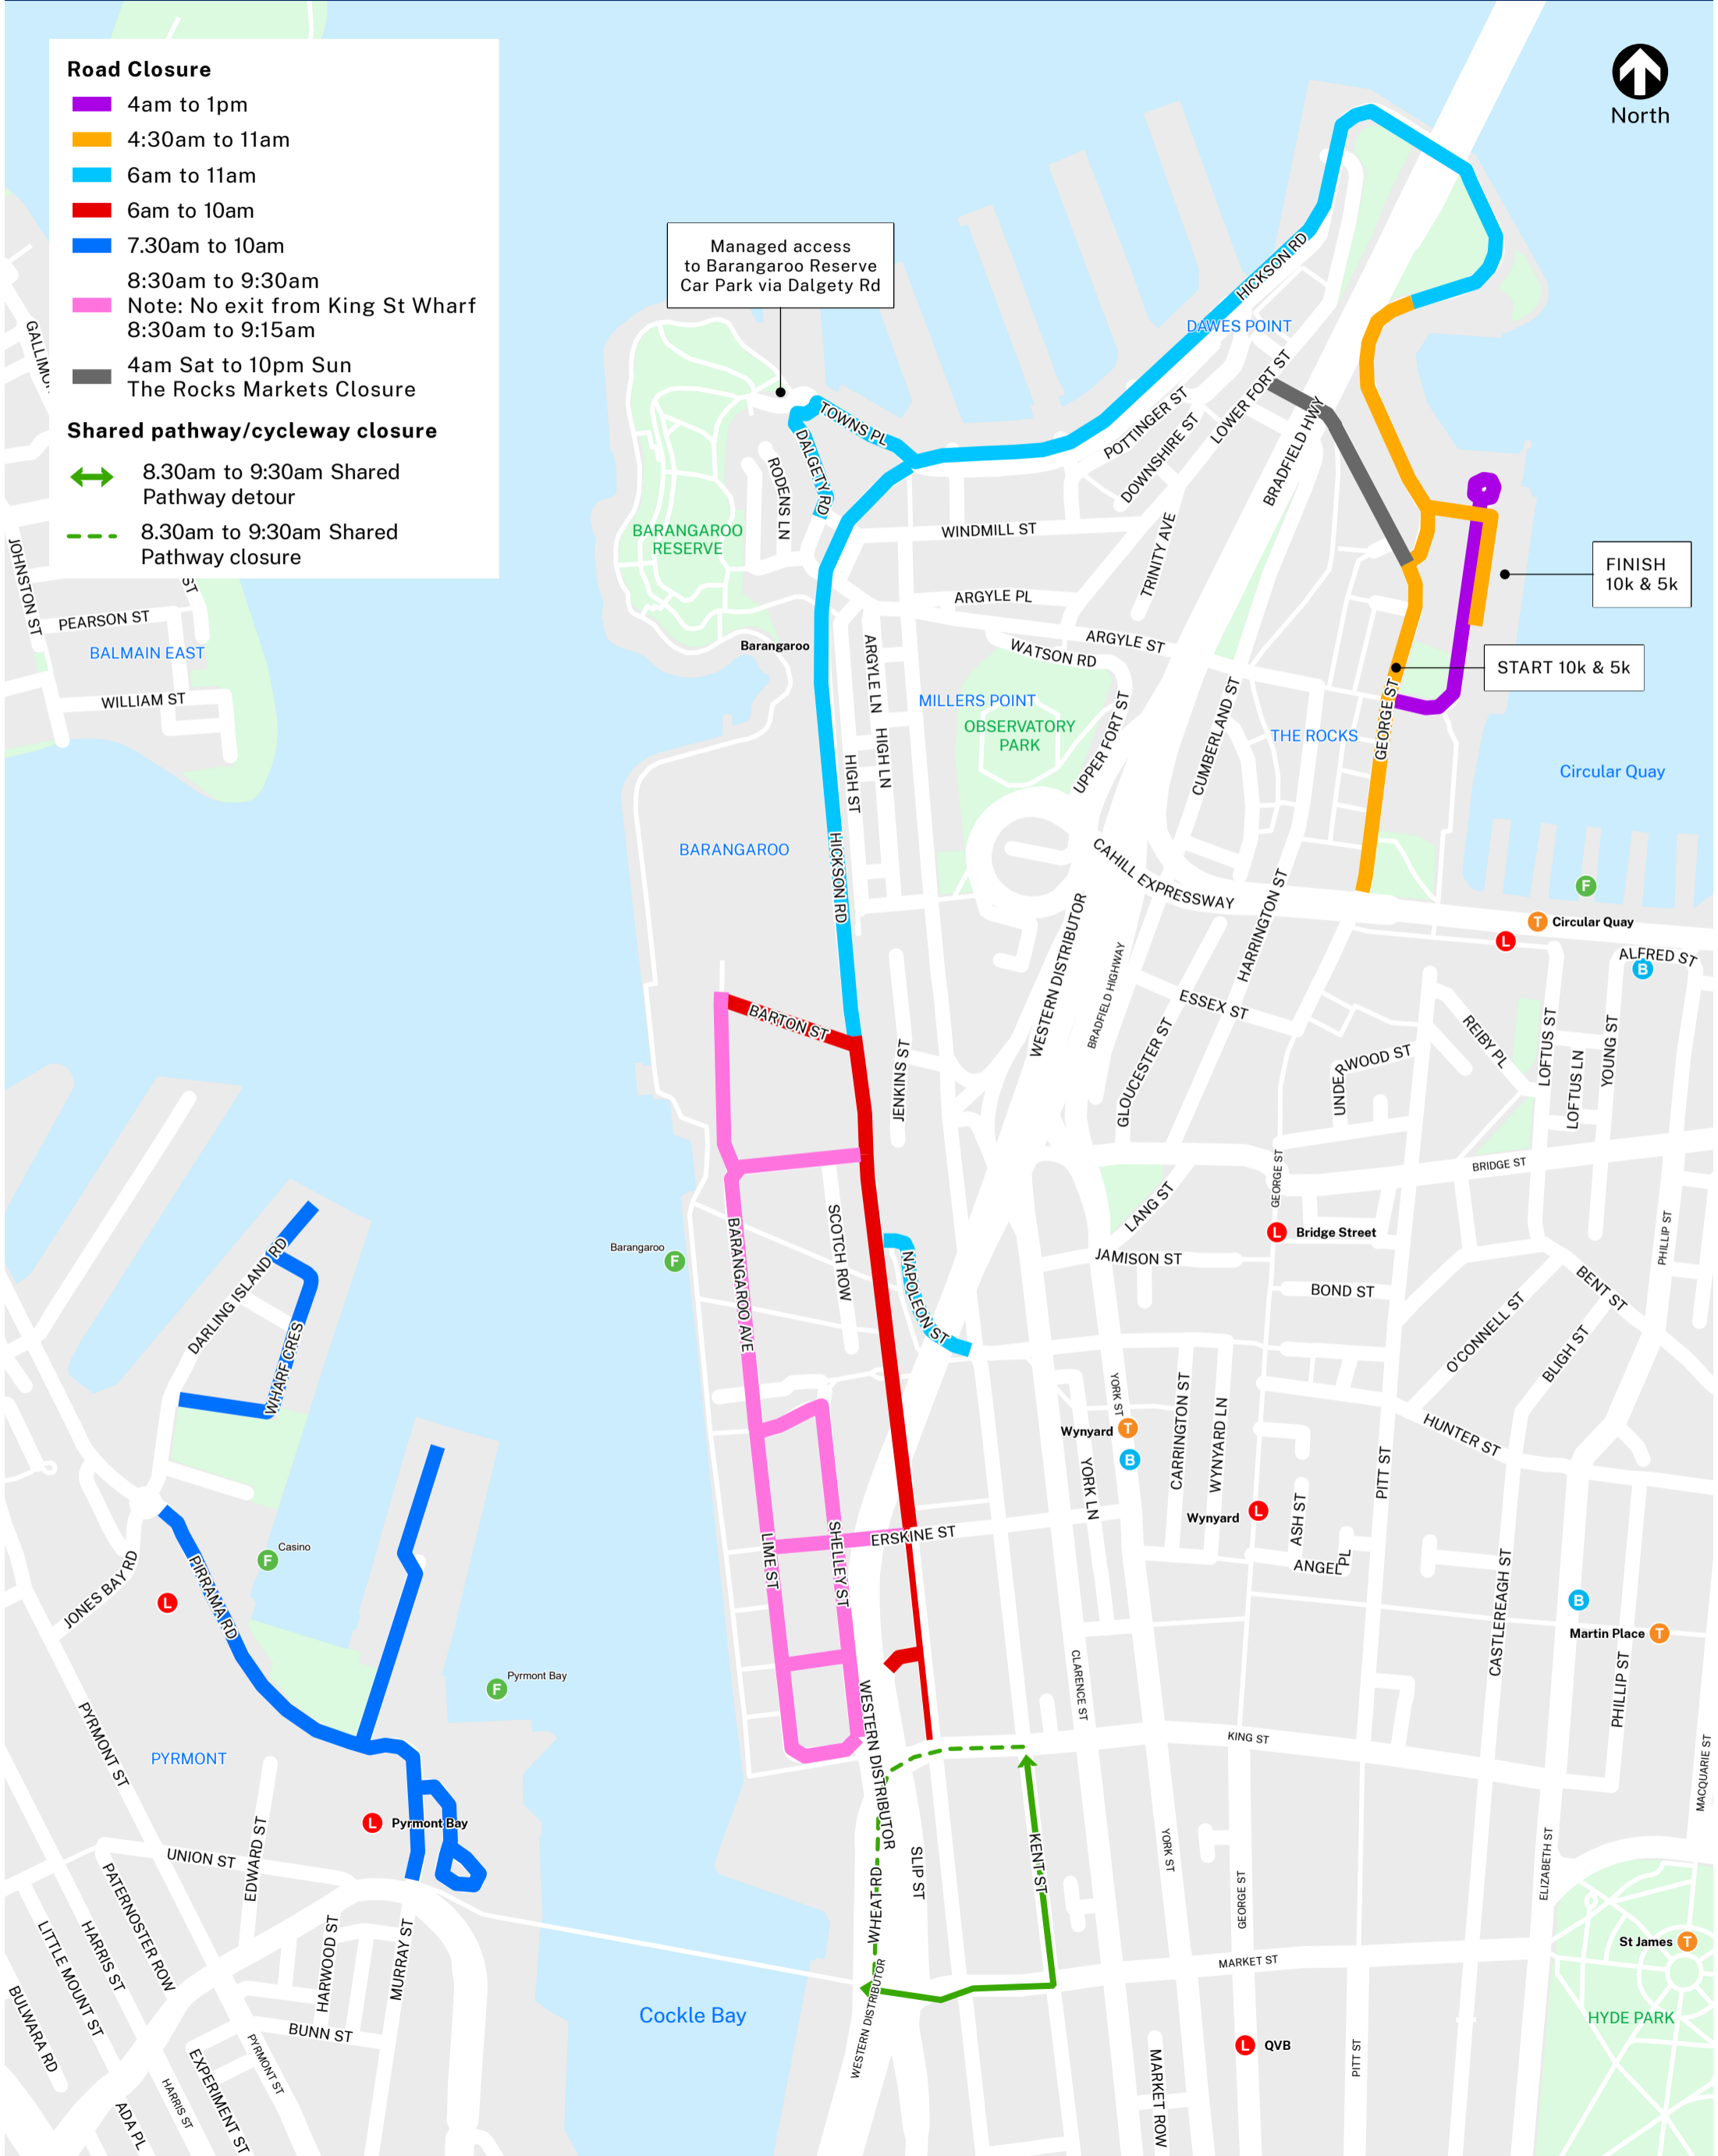 Road Closure
4am to 1pm
4:30am to 11am
6am to 11am
6am to 10am
7.30am to 10am
8:30am to 9:30am
Note: No exit from King St Wharf
8:30am to 9:15am
4am Sat to 10pm Sun
The Rocks Markets Closure
Shared pathway/cycleway closure
8.30am to 9:30am Shared
Pathway detour
8.30am to 9:30am Shared
Pathway closure
North
Managed access
to Barangaroo Reserve
Car Park via Dalgety Rd
HICKSON RD
DAWES POINT
LOWER FORT ST
POTTINGER ST
DOWNSHIRE ST
BRADFIELD HWY
TOWNS PL
DALGETY RD
RODENS LN
BARANGAROO
RESERVE
WINDMILL ST
TRINITY AVE
ARGYLE PL
ARGYLE ST
WATSON RD
FINISH
10k & 5k
START 10k & 5k
JOHNSTON ST
ST
PEARSON ST
BALMAIN EAST
WILLIAM ST
Barangaroo
ARGYLE LN
MILLERS POINT
OBSERVATORY
PARK
UPPER FORT ST
CUMBERLAND ST
THE ROCKS
GEORGE ST
Circular Quay
HIGH LN
HIGH ST
BARANGAROO
HICKSON RD
CAHILL EXPRESSWAY
HARRINGTON ST
WESTERN DISTRIBUTOR
BRADFIELD HIGHWAY
F
T
Circular Quay
L
ALFRED ST
B
ESSEX ST
BARTON ST
JENKINS ST
GLOUCESTER ST
UNDERWOOD ST
REIBY PL
LOFTUS ST
LOFTUS LN
YOUNG ST
BRIDGE ST
GEORGE ST
LANG ST
PHILLIP ST
L
Bridge Street
Barangaroo
F
BARANGAROO AVE
SCOTCH ROW
NAPOLEON ST
JAMISON ST
BOND ST
BENT ST
O'CONNELL ST
BLIGH ST
DARLING ISLAND RD
WHARF CRES
YORK ST
CARRINGTON ST
WYNYARD LN
Wynyard
T
B
YORK LN
HUNTER ST
PITT ST
Wynyard
L
ASH ST
ANGEL PL
ERSKINE ST
LIME ST
SHELLEY ST
CASTLEREAGH ST
B
Martin Place
T
PHILLIP ST
Casino
F
JONES BAY RD
PIRRAMA RD
L
Pyrmont Bay
F
CLARENCE ST
KING ST
MACQUARIE ST
WESTERN DISTRIBUTOR
PYRMONT ST
PYRMONT
L
Pyrmont Bay
EDWARD ST
UNION ST
PATERNOSTER ROW
HARRIS ST
LITTLE MOUNT ST
BULWARA RD
HARWOOD ST
MURRAY ST
BUNN ST
PYRMONT ST
HARRIS ST
EXPERIMENT ST
ADA PL
SLIP ST
WHEAT RD
KENT ST
YORK ST
GEORGE ST
ELIZABETH ST
MARKET ST
St James
T
HYDE PARK
Cockle Bay
WESTERN DISTRIBUTOR
L
QVB
PITT ST
MARKET ROW